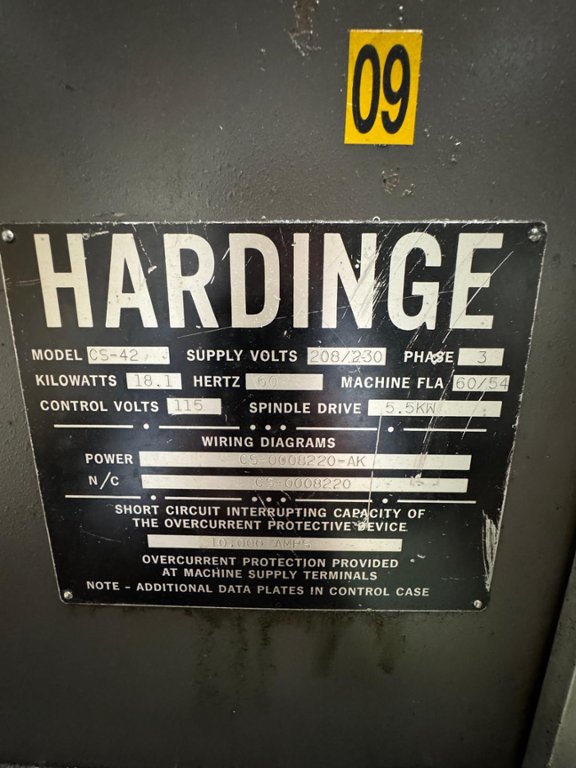 09
HARDINGE
MODEL CS-42 SUPPLY VOLTS 208/230 PHASE 3
KILOWATTS 18.1 HERTZ 60 MACHINE FLA 60/54
CONTROL VOLTS 115 SPINDLE DRIVE 5.5KW
WIRING DIAGRAMS
POWER CS-0008220-AK
N/C CS-0008220
SHORT CIRCUIT INTERRUPTING CAPACITY OF
THE OVERCURRENT PROTECTIVE DEVICE
10,000 AMPS
OVERCURRENT PROTECTION PROVIDED
AT MACHINE SUPPLY TERMINALS
NOTE - ADDITIONAL DATA PLATES IN CONTROL CASE